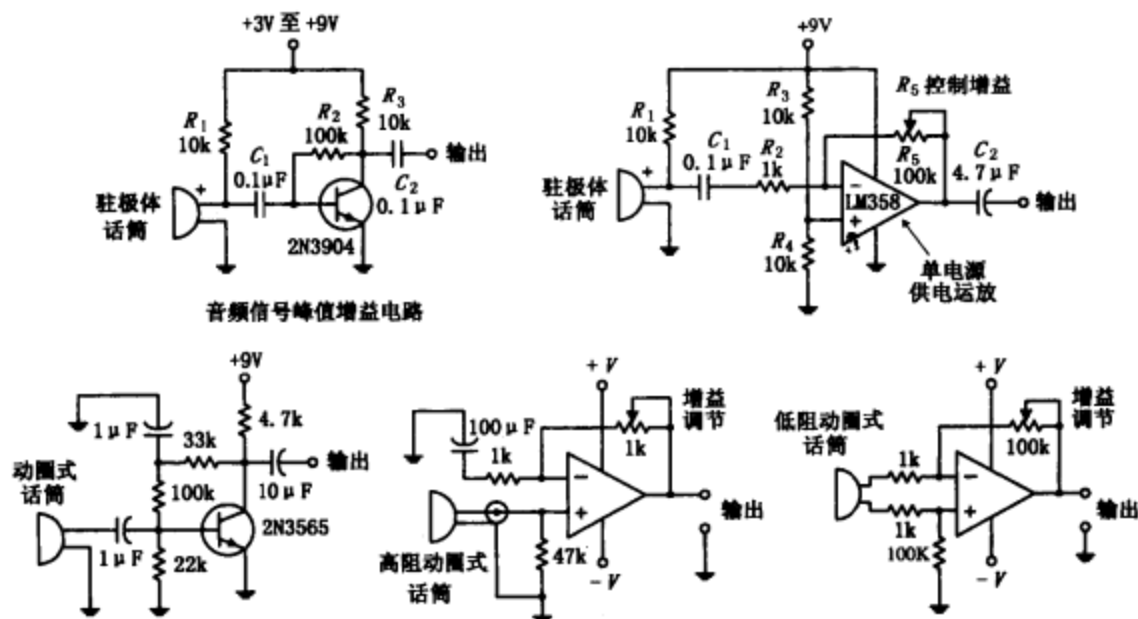 +3V 至 +9V
R1
10k
R2
100k
R3
10k
C1
0.1μF
+
输出
C2
0.1μF
驻极体
话筒
2N3904
音频信号峰值增益电路
+9V
R1
10k
R3
10k
R5 控制增益
C1
0.1μF
R2
1k
R5
100k
C2
4.7μF
+
驻极体
话筒
−
LM358
+
输出
R4
10k
单电源
供电运放
+9V
4.7k
1μF
33k
输出
动圈式
话筒
100k
10μF
2N3565
1μF
22k
+V
增益
调节
100μF
1k
1k
−
+
输出
47k
−V
高阻动圈式
话筒
+V
增益
调节
低阻动圈式
话筒
100k
1k
−
+
1k
输出
100K
−V